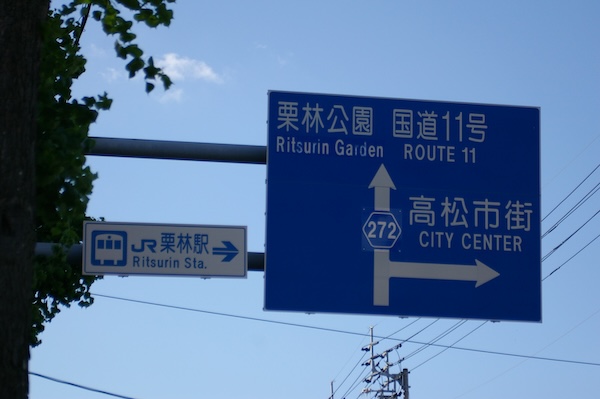 栗林公園 国道11号
Ritsurin Garden ROUTE 11
272
高松市街
CITY CENTER
JR栗林駅
Ritsurin Sta.